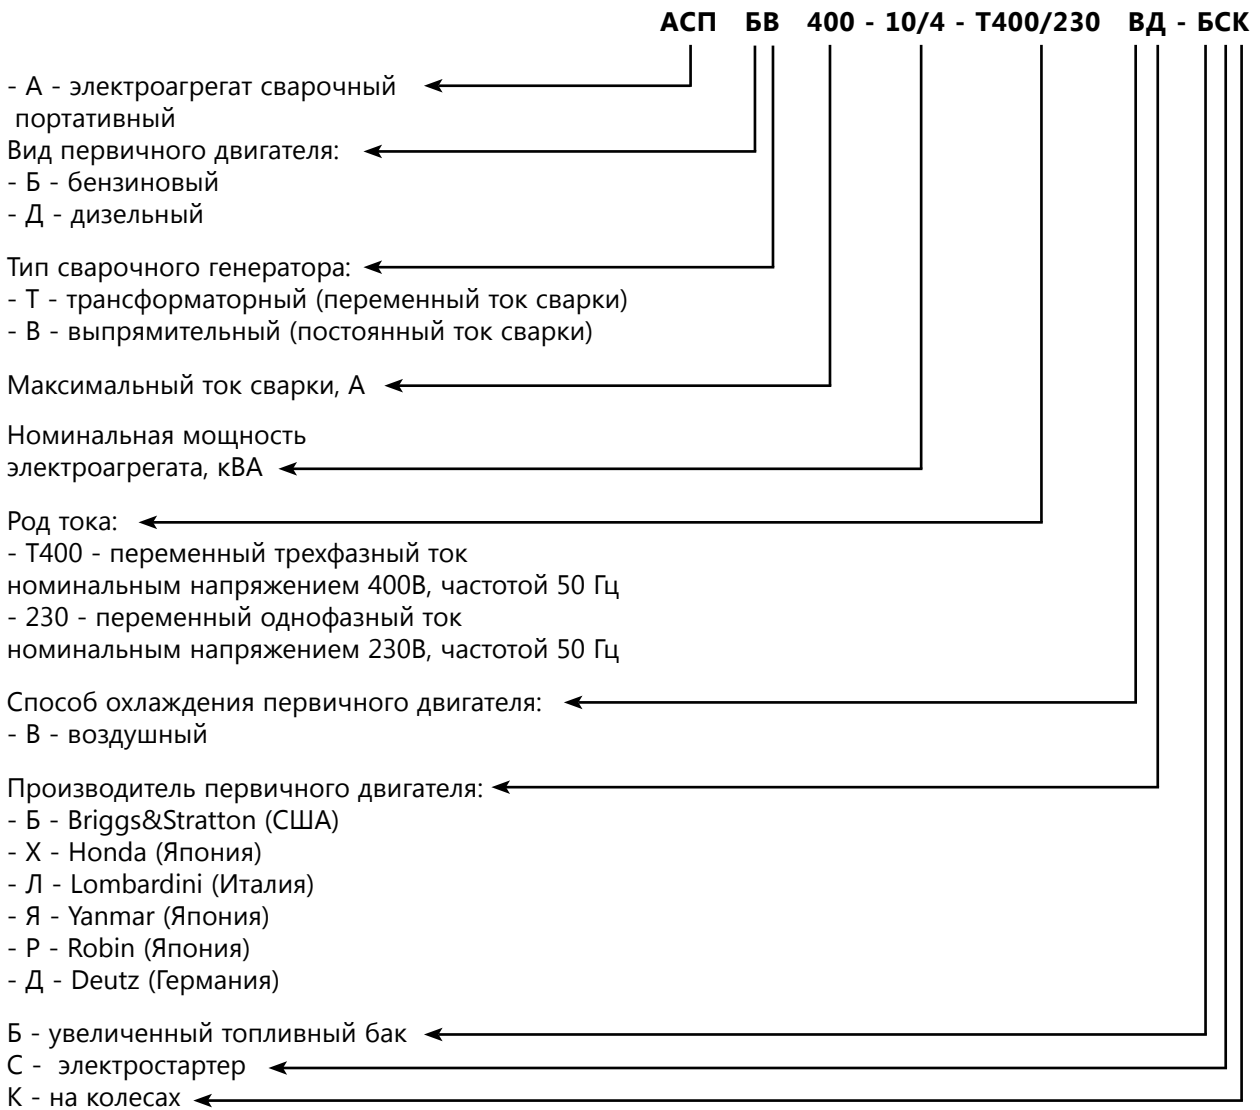 АСП БВ 400 - 10/4 - Т400/230 ВД - БСК
- А - электроагрегат сварочный
портативный
Вид первичного двигателя:
- Б - бензиновый
- Д - дизельный
Тип сварочного генератора:
- Т - трансформаторный (переменный ток сварки)
- В - выпрямительный (постоянный ток сварки)
Максимальный ток сварки, А
Номинальная мощность
электроагрегата, кВА
Род тока:
- Т400 - переменный трехфазный ток
номинальным напряжением 400В, частотой 50 Гц
- 230 - переменный однофазный ток
номинальным напряжением 230В, частотой 50 Гц
Способ охлаждения первичного двигателя:
- В - воздушный
Производитель первичного двигателя:
- Б - Briggs&Stratton (США)
- Х - Honda (Япония)
- Л - Lombardini (Италия)
- Я - Yanmar (Япония)
- Р - Robin (Япония)
- Д - Deutz (Германия)
Б - увеличенный топливный бак
С - электростартер
К - на колесах